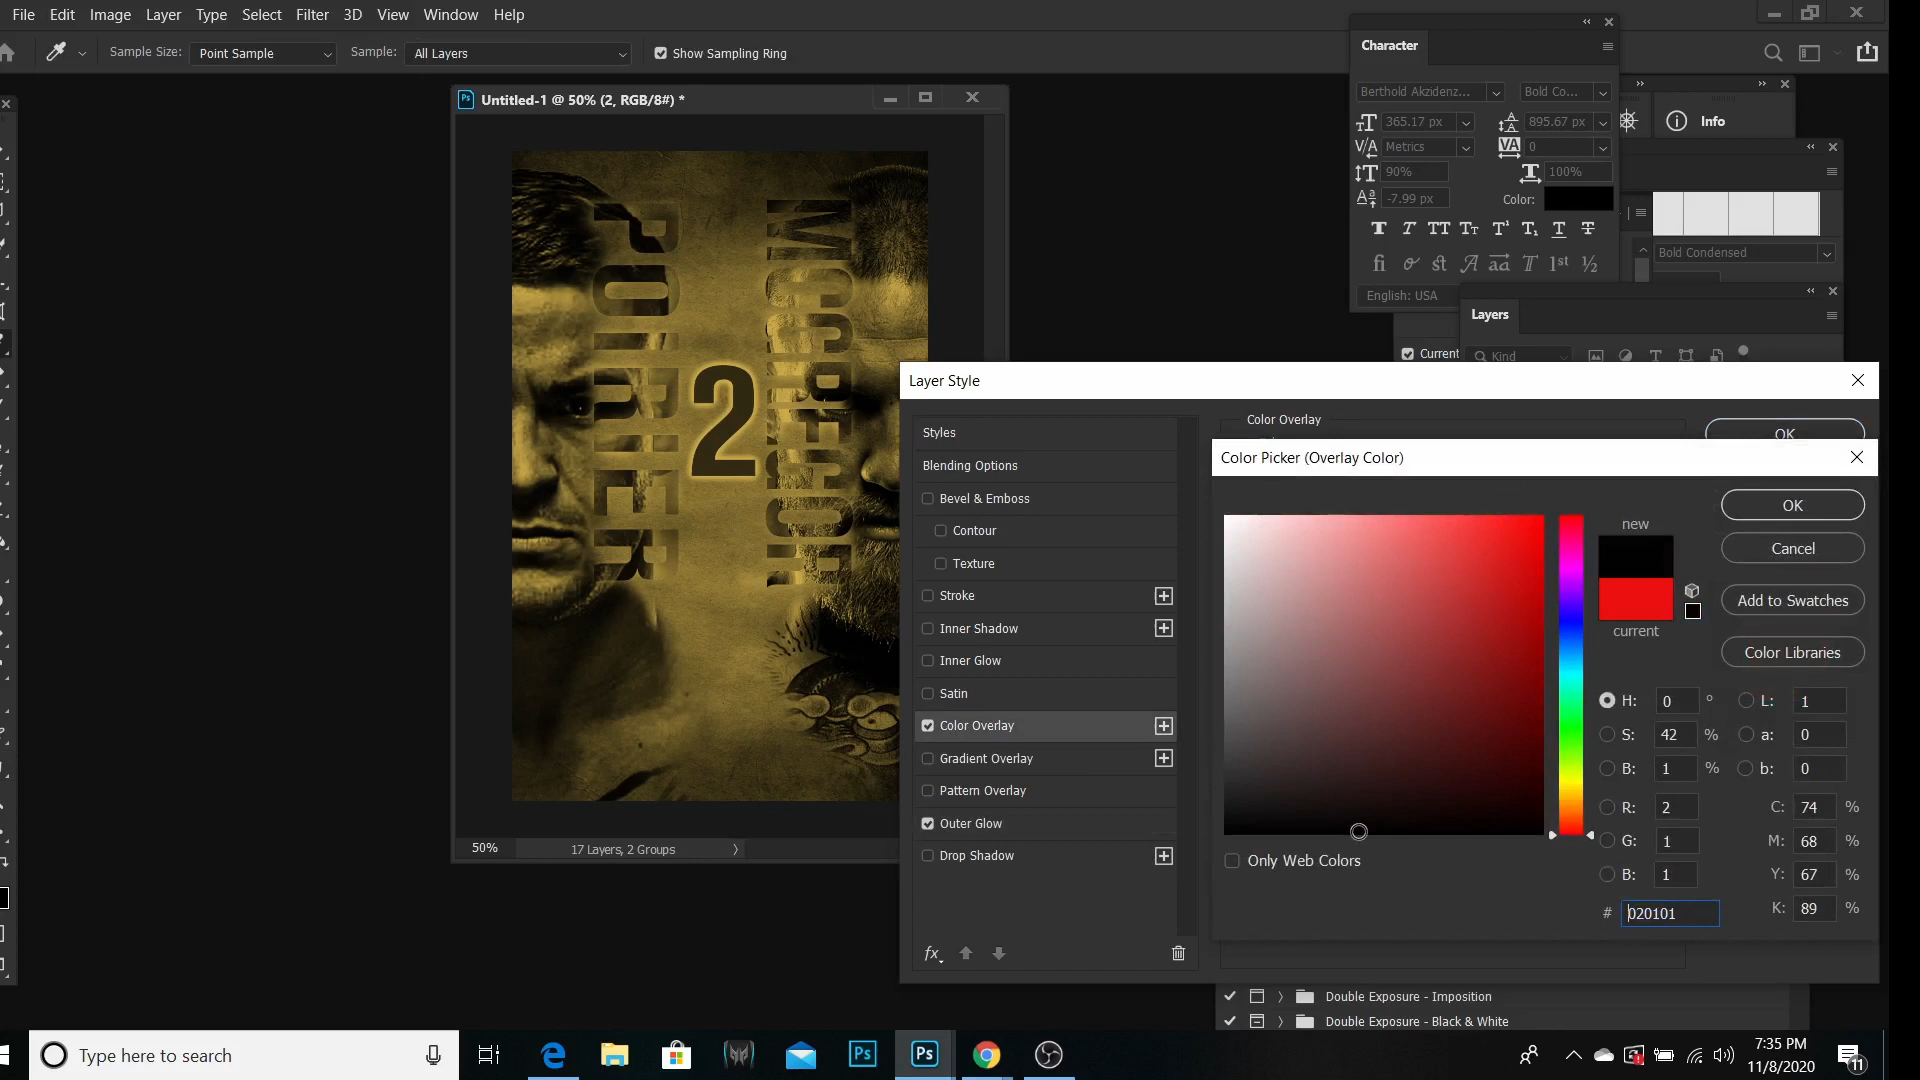 File Edit Image Layer Type Select Filter 3D View Window Help
Sample Size: Point Sample Sample: All Layers Show Sampling Ring
Untitled-1 @ 50% (2, RGB/8#) *
POIRIER
2
MCGREGOR
50% 17 Layers, 2 Groups
Character
Berthold Akzidenz... Bold Co...
365.17 px 895.67 px
Metrics 0
90% 100%
-7.99 px Color:
English: USA
Info
Bold Condensed
Layers
Current
Kind
Layer Style
Styles
Blending Options
Bevel & Emboss
Contour
Texture
Stroke
Inner Shadow
Inner Glow
Satin
Color Overlay
Gradient Overlay
Pattern Overlay
Outer Glow
Drop Shadow
fx
Color Overlay
OK
Color Picker (Overlay Color)
new
current
OK
Cancel
Add to Swatches
Color Libraries
H: 0 ° L: 1
S: 42 % a: 0
B: 1 % b: 0
R: 2 C: 74 %
G: 1 M: 68 %
B: 1 Y: 67 %
# 020101 K: 89 %
Only Web Colors
Double Exposure - Imposition
Double Exposure - Black & White
Type here to search
7:35 PM
11/8/2020
11